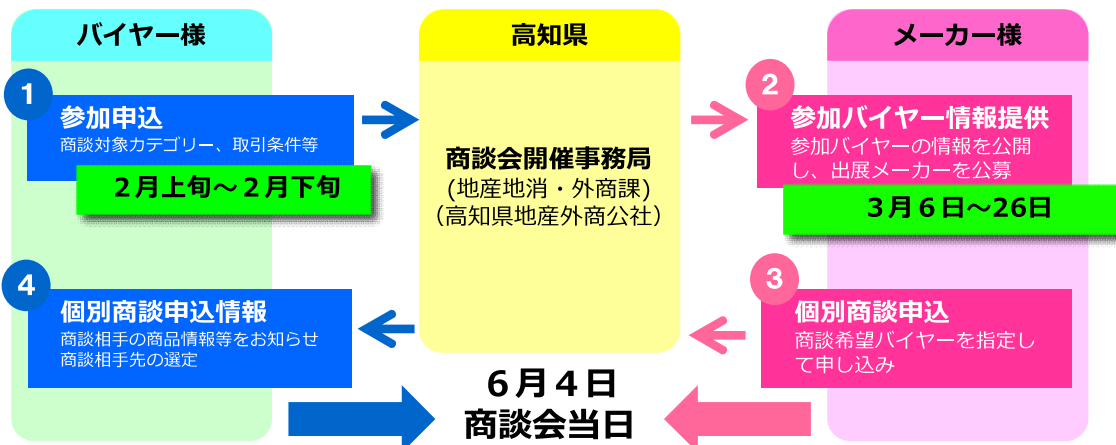 バイヤー様
高知県
メーカー様
1
参加申込
商談対象カテゴリー、取引条件等
２月上旬～２月下旬
商談会開催事務局
(地産地消・外商課)
（高知県地産外商公社）
2
参加バイヤー情報提供
参加バイヤーの情報を公開
し、出展メーカーを公募
３月６日～26日
3
個別商談申込
商談希望バイヤーを指定し
て申し込み
4
個別商談申込情報
商談相手の商品情報等をお知らせ
商談相手先の選定
６月４日
商談会当日